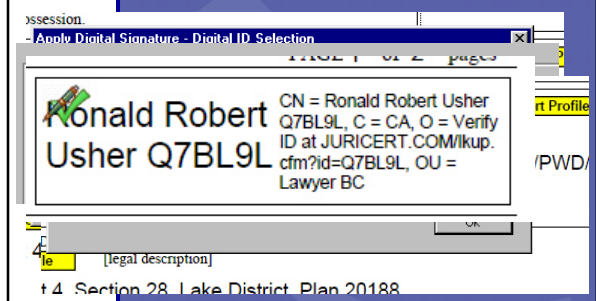 ossession.
Apply Digital Signature - Digital ID Selection
PAGE 1 of 2 pages
Ronald Robert
Usher Q7BL9L
CN = Ronald Robert Usher
Q7BL9L, C = CA, O = Verify
ID at JURICERT.COM/lkup.
cfm?id=Q7BL9L, OU =
Lawyer BC
rt Profile
/PWD/
OK
4
le
[legal description]
t 4, Section 28, Lake District, Plan 20188